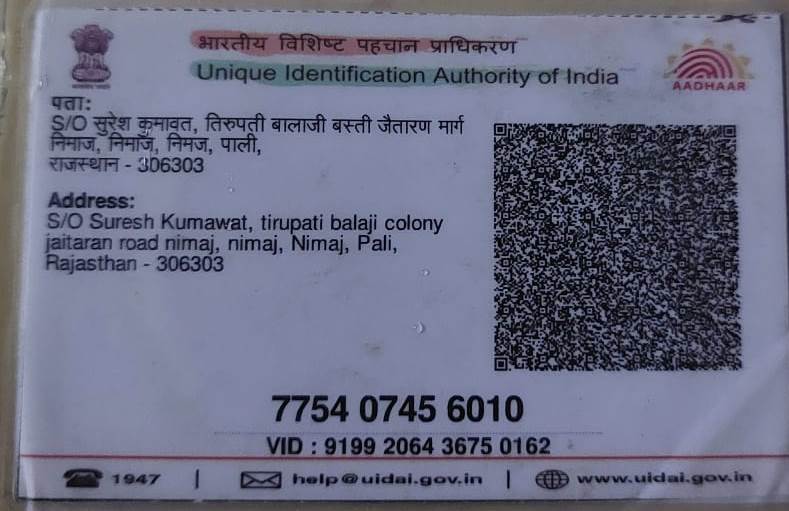 भारतीय विशिष्ट पहचान प्राधिकरण
Unique Identification Authority of India
AADHAAR
पता:
S/O सुरेश कुमावत, तिरुपती बालाजी बस्ती जैतारण मार्ग
निमाज, निमाज, निमज, पाली,
राजस्थान - 306303
Address:
S/O Suresh Kumawat, tirupati balaji colony
jaitaran road nimaj, nimaj, Nimaj, Pali,
Rajasthan - 306303
7754 0745 6010
VID : 9199 2064 3675 0162
1947 | help@uidai.gov.in | www.uidai.gov.in